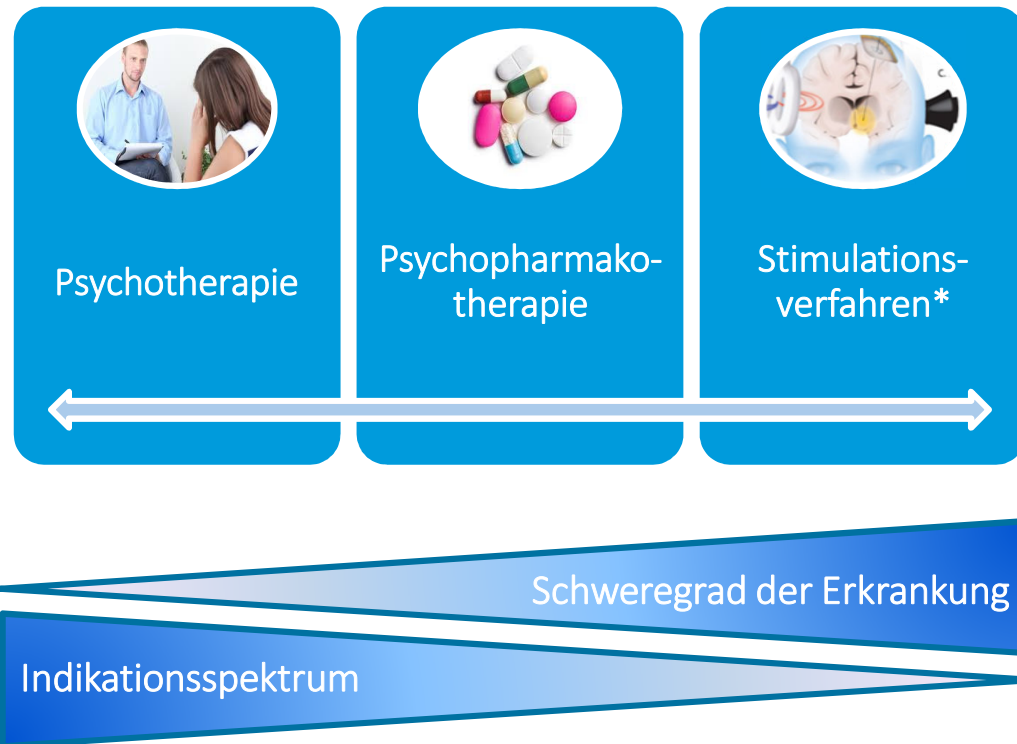 Psychotherapie
Psychopharmako-
therapie
Stimulations-
verfahren*
Schweregrad der Erkrankung
Indikationsspektrum